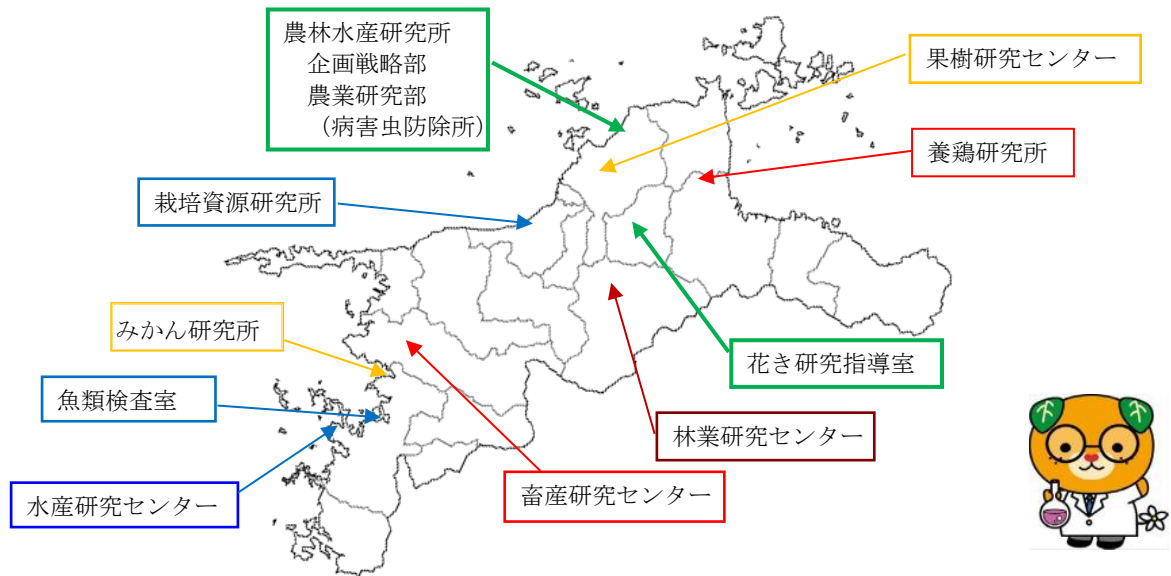 農林水産研究所
企画戦略部
農業研究部
（病害虫防除所）
果樹研究センター
養鶏研究所
栽培資源研究所
みかん研究所
花き研究指導室
魚類検査室
林業研究センター
水産研究センター
畜産研究センター